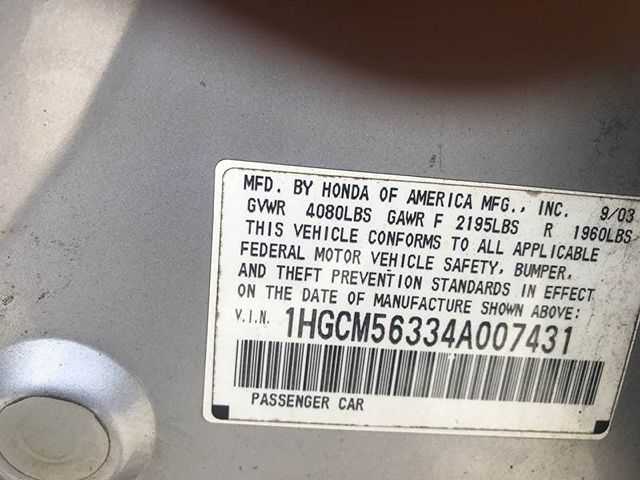 MFD. BY HONDA OF AMERICA MFG., INC. 9/03
GVWR 4080LBS GAWR F 2195LBS R 1960LBS
THIS VEHICLE CONFORMS TO ALL APPLICABLE
FEDERAL MOTOR VEHICLE SAFETY, BUMPER,
AND THEFT PREVENTION STANDARDS IN EFFECT
ON THE DATE OF MANUFACTURE SHOWN ABOVE:
V.I.N. 1HGCM56334A007431
PASSENGER CAR